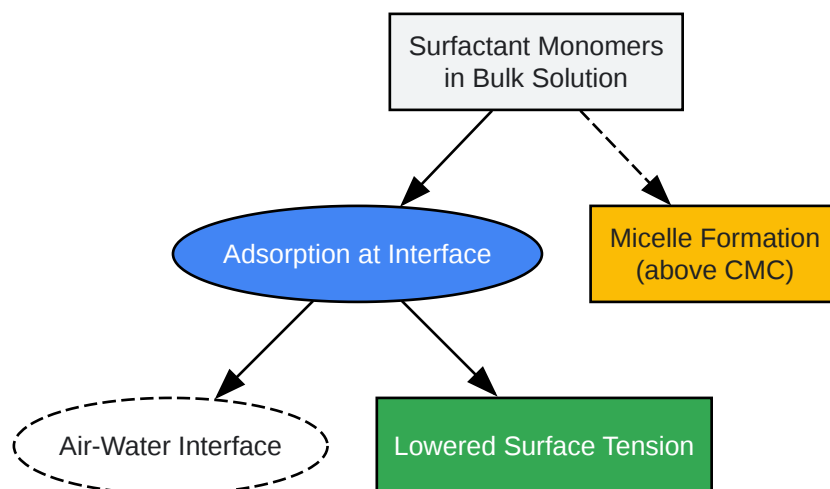 Surfactant Monomers
in Bulk Solution
Adsorption at Interface
Micelle Formation
(above CMC)
Air-Water Interface
Lowered Surface Tension